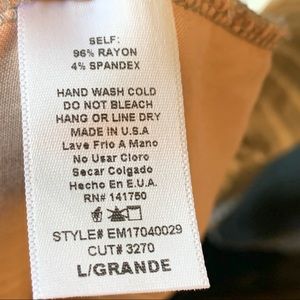 SELF:
96% RAYON
4% SPANDEX
HAND WASH COLD
DO NOT BLEACH
HANG OR LINE DRY
MADE IN U.S.A
Lave Frio A Mano
No Usar Cloro
Secar Colgado
Hecho En E.U.A.
RN# 141750
STYLE# EM17040029
CUT# 3270
L/GRANDE